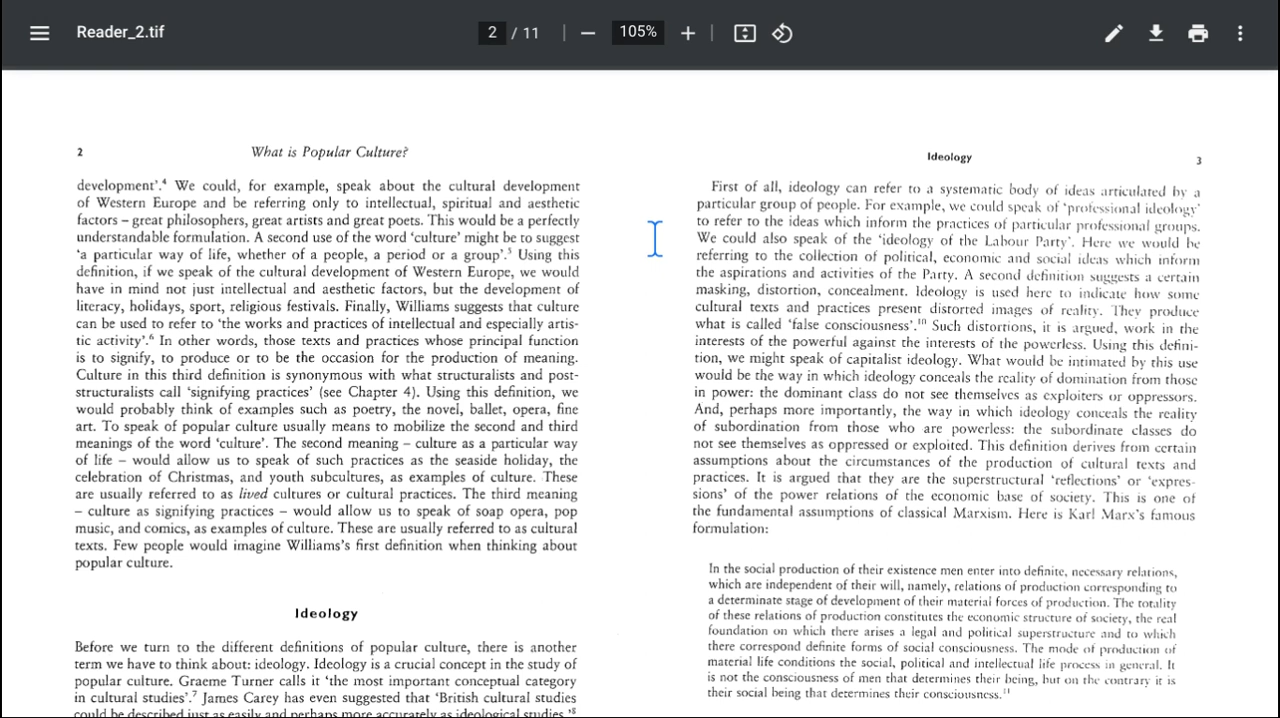 Reader_2.tif
2 / 11
105%
2
What is Popular Culture?
development'.⁴ We could, for example, speak about the cultural development
of Western Europe and be referring only to intellectual, spiritual and aesthetic
factors – great philosophers, great artists and great poets. This would be a perfectly
understandable formulation. A second use of the word 'culture' might be to suggest
'a particular way of life, whether of a people, a period or a group'.⁵ Using this
definition, if we speak of the cultural development of Western Europe, we would
have in mind not just intellectual and aesthetic factors, but the development of
literacy, holidays, sport, religious festivals. Finally, Williams suggests that culture
can be used to refer to 'the works and practices of intellectual and especially artis-
tic activity'.⁶ In other words, those texts and practices whose principal function
is to signify, to produce or to be the occasion for the production of meaning.
Culture in this third definition is synonymous with what structuralists and post-
structuralists call 'signifying practices' (see Chapter 4). Using this definition, we
would probably think of examples such as poetry, the novel, ballet, opera, fine
art. To speak of popular culture usually means to mobilize the second and third
meanings of the word 'culture'. The second meaning – culture as a particular way
of life – would allow us to speak of such practices as the seaside holiday, the
celebration of Christmas, and youth subcultures, as examples of culture. These
are usually referred to as lived cultures or cultural practices. The third meaning
– culture as signifying practices – would allow us to speak of soap opera, pop
music, and comics, as examples of culture. These are usually referred to as cultural
texts. Few people would imagine Williams's first definition when thinking about
popular culture.
Ideology
Before we turn to the different definitions of popular culture, there is another
term we have to think about: ideology. Ideology is a crucial concept in the study of
popular culture. Graeme Turner calls it 'the most important conceptual category
in cultural studies'.⁷ James Carey has even suggested that 'British cultural studies
could be described just as easily and perhaps more accurately as ideological studies.'⁸
Ideology
3
First of all, ideology can refer to a systematic body of ideas articulated by a
particular group of people. For example, we could speak of 'professional ideology'
to refer to the ideas which inform the practices of particular professional groups.
We could also speak of the 'ideology of the Labour Party'. Here we would be
referring to the collection of political, economic and social ideas which inform
the aspirations and activities of the Party. A second definition suggests a certain
masking, distortion, concealment. Ideology is used here to indicate how some
cultural texts and practices present distorted images of reality. They produce
what is called 'false consciousness'.¹⁰ Such distortions, it is argued, work in the
interests of the powerful against the interests of the powerless. Using this defini-
tion, we might speak of capitalist ideology. What would be intimated by this use
would be the way in which ideology conceals the reality of domination from those
in power: the dominant class do not see themselves as exploiters or oppressors.
And, perhaps more importantly, the way in which ideology conceals the reality
of subordination from those who are powerless: the subordinate classes do
not see themselves as oppressed or exploited. This definition derives from certain
assumptions about the circumstances of the production of cultural texts and
practices. It is argued that they are the superstructural 'reflections' or 'expres-
sions' of the power relations of the economic base of society. This is one of
the fundamental assumptions of classical Marxism. Here is Karl Marx's famous
formulation:
In the social production of their existence men enter into definite, necessary relations,
which are independent of their will, namely, relations of production corresponding to
a determinate stage of development of their material forces of production. The totality
of these relations of production constitutes the economic structure of society, the real
foundation on which there arises a legal and political superstructure and to which
there correspond definite forms of social consciousness. The mode of production of
material life conditions the social, political and intellectual life process in general. It
is not the consciousness of men that determines their being, but on the contrary it is
their social being that determines their consciousness.¹¹